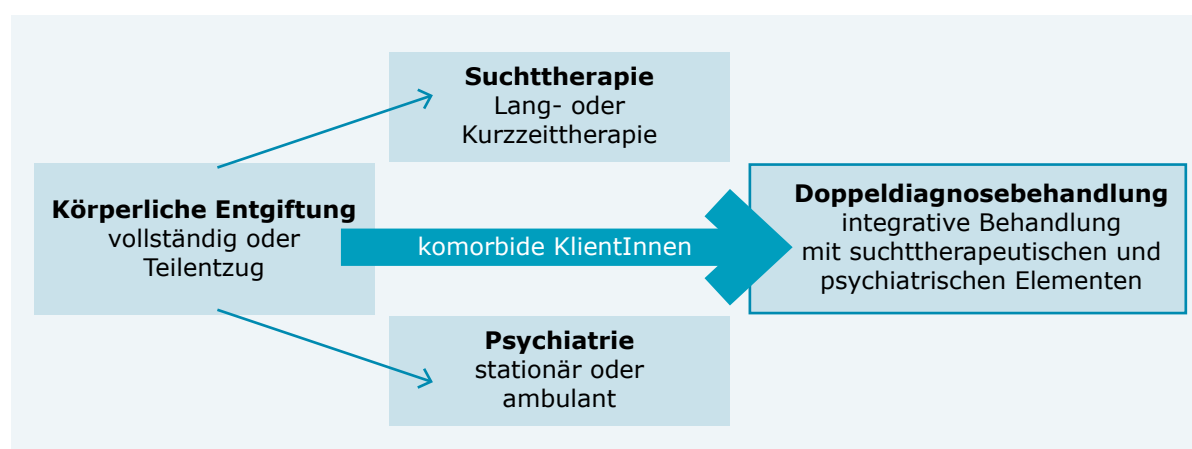 Suchttherapie
Lang- oder
Kurzzeittherapie
Körperliche Entgiftung
vollständig oder
Teilentzug
komorbide KlientInnen
Doppeldiagnosebehandlung
integrative Behandlung
mit suchttherapeutischen und
psychiatrischen Elementen
Psychiatrie
stationär oder
ambulant